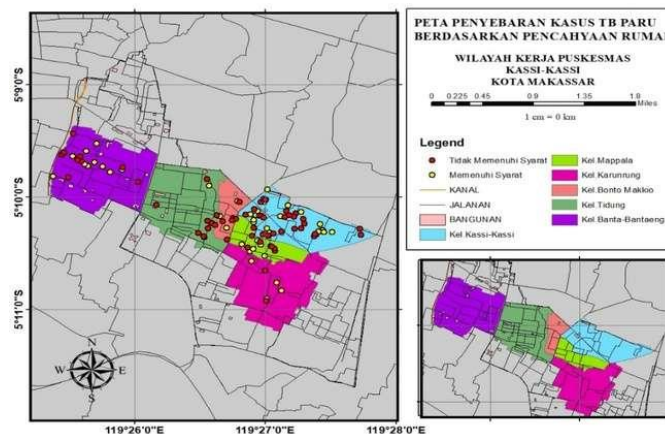 PETA PENYEBARAN KASUS TB PARU
BERDASARKAN PENCAHYAAN RUMAH
WILAYAH KERJA PUSKESMAS
KASSI-KASSI
KOTA MAKASSAR
0 0.225 0.45 0.9 1.35 1.8
Miles
1 cm = 0 km
Legend
Tidak Memenuhi Syarat
Memenuhi Syarat
KANAL
JALANAN
BANGUNAN
Kel Kassi-Kassi
Kel.Mappala
Kel.Karunrung
Kel.Bonto Makkio
Kel.Tidung
Kel Banta-Bantaeng
5°9'0"S
5°10'0"S
5°11'0"S
N
W E
S
119°26'0"E 119°27'0"E 119°28'0"E